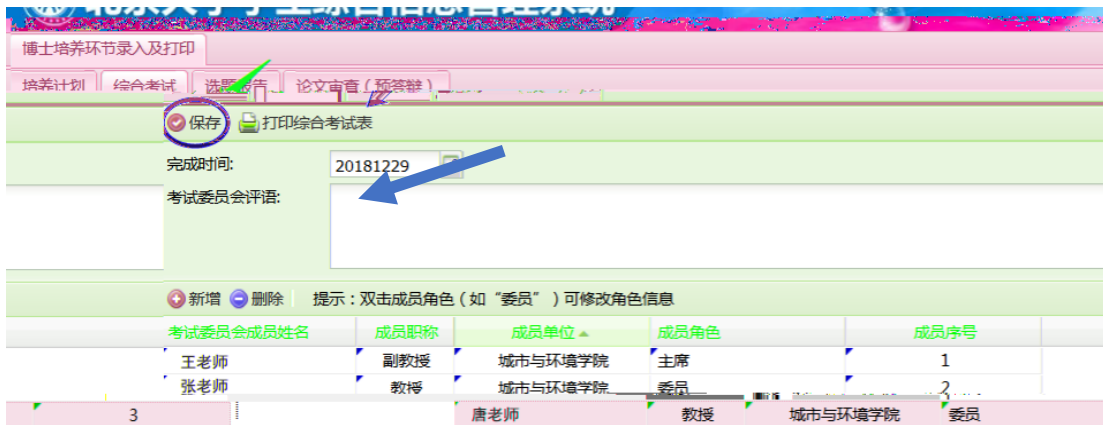 博士培养环节录入及打印
培养计划 综合考试 选题报告 论文审查（预答辩）
保存 打印综合考试表
完成时间: 20181229
考试委员会评语:
新增 删除 提示：双击成员角色（如“委员”）可修改角色信息
考试委员会成员姓名 成员职称 成员单位 成员角色 成员序号
王老师 副教授 城市与环境学院 主席 1
张老师 教授 城市与环境学院 委员 2
3 唐老师 教授 城市与环境学院 委员